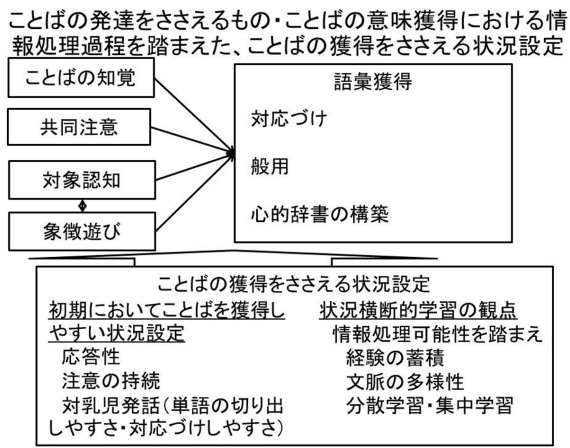 ことばの発達をささえるもの・ことばの意味獲得における情
報処理過程を踏まえた、ことばの獲得をささえる状況設定
ことばの知覚
共同注意
対象認知
象徴遊び
語彙獲得
対応づけ
般用
心的辞書の構築
ことばの獲得をささえる状況設定
初期においてことばを獲得し
やすい状況設定
応答性
注意の持続
対乳児発話（単語の切り出
しやすさ・対応づけしやすさ）
状況横断的学習の観点
情報処理可能性を踏まえ
経験の蓄積
文脈の多様性
分散学習・集中学習